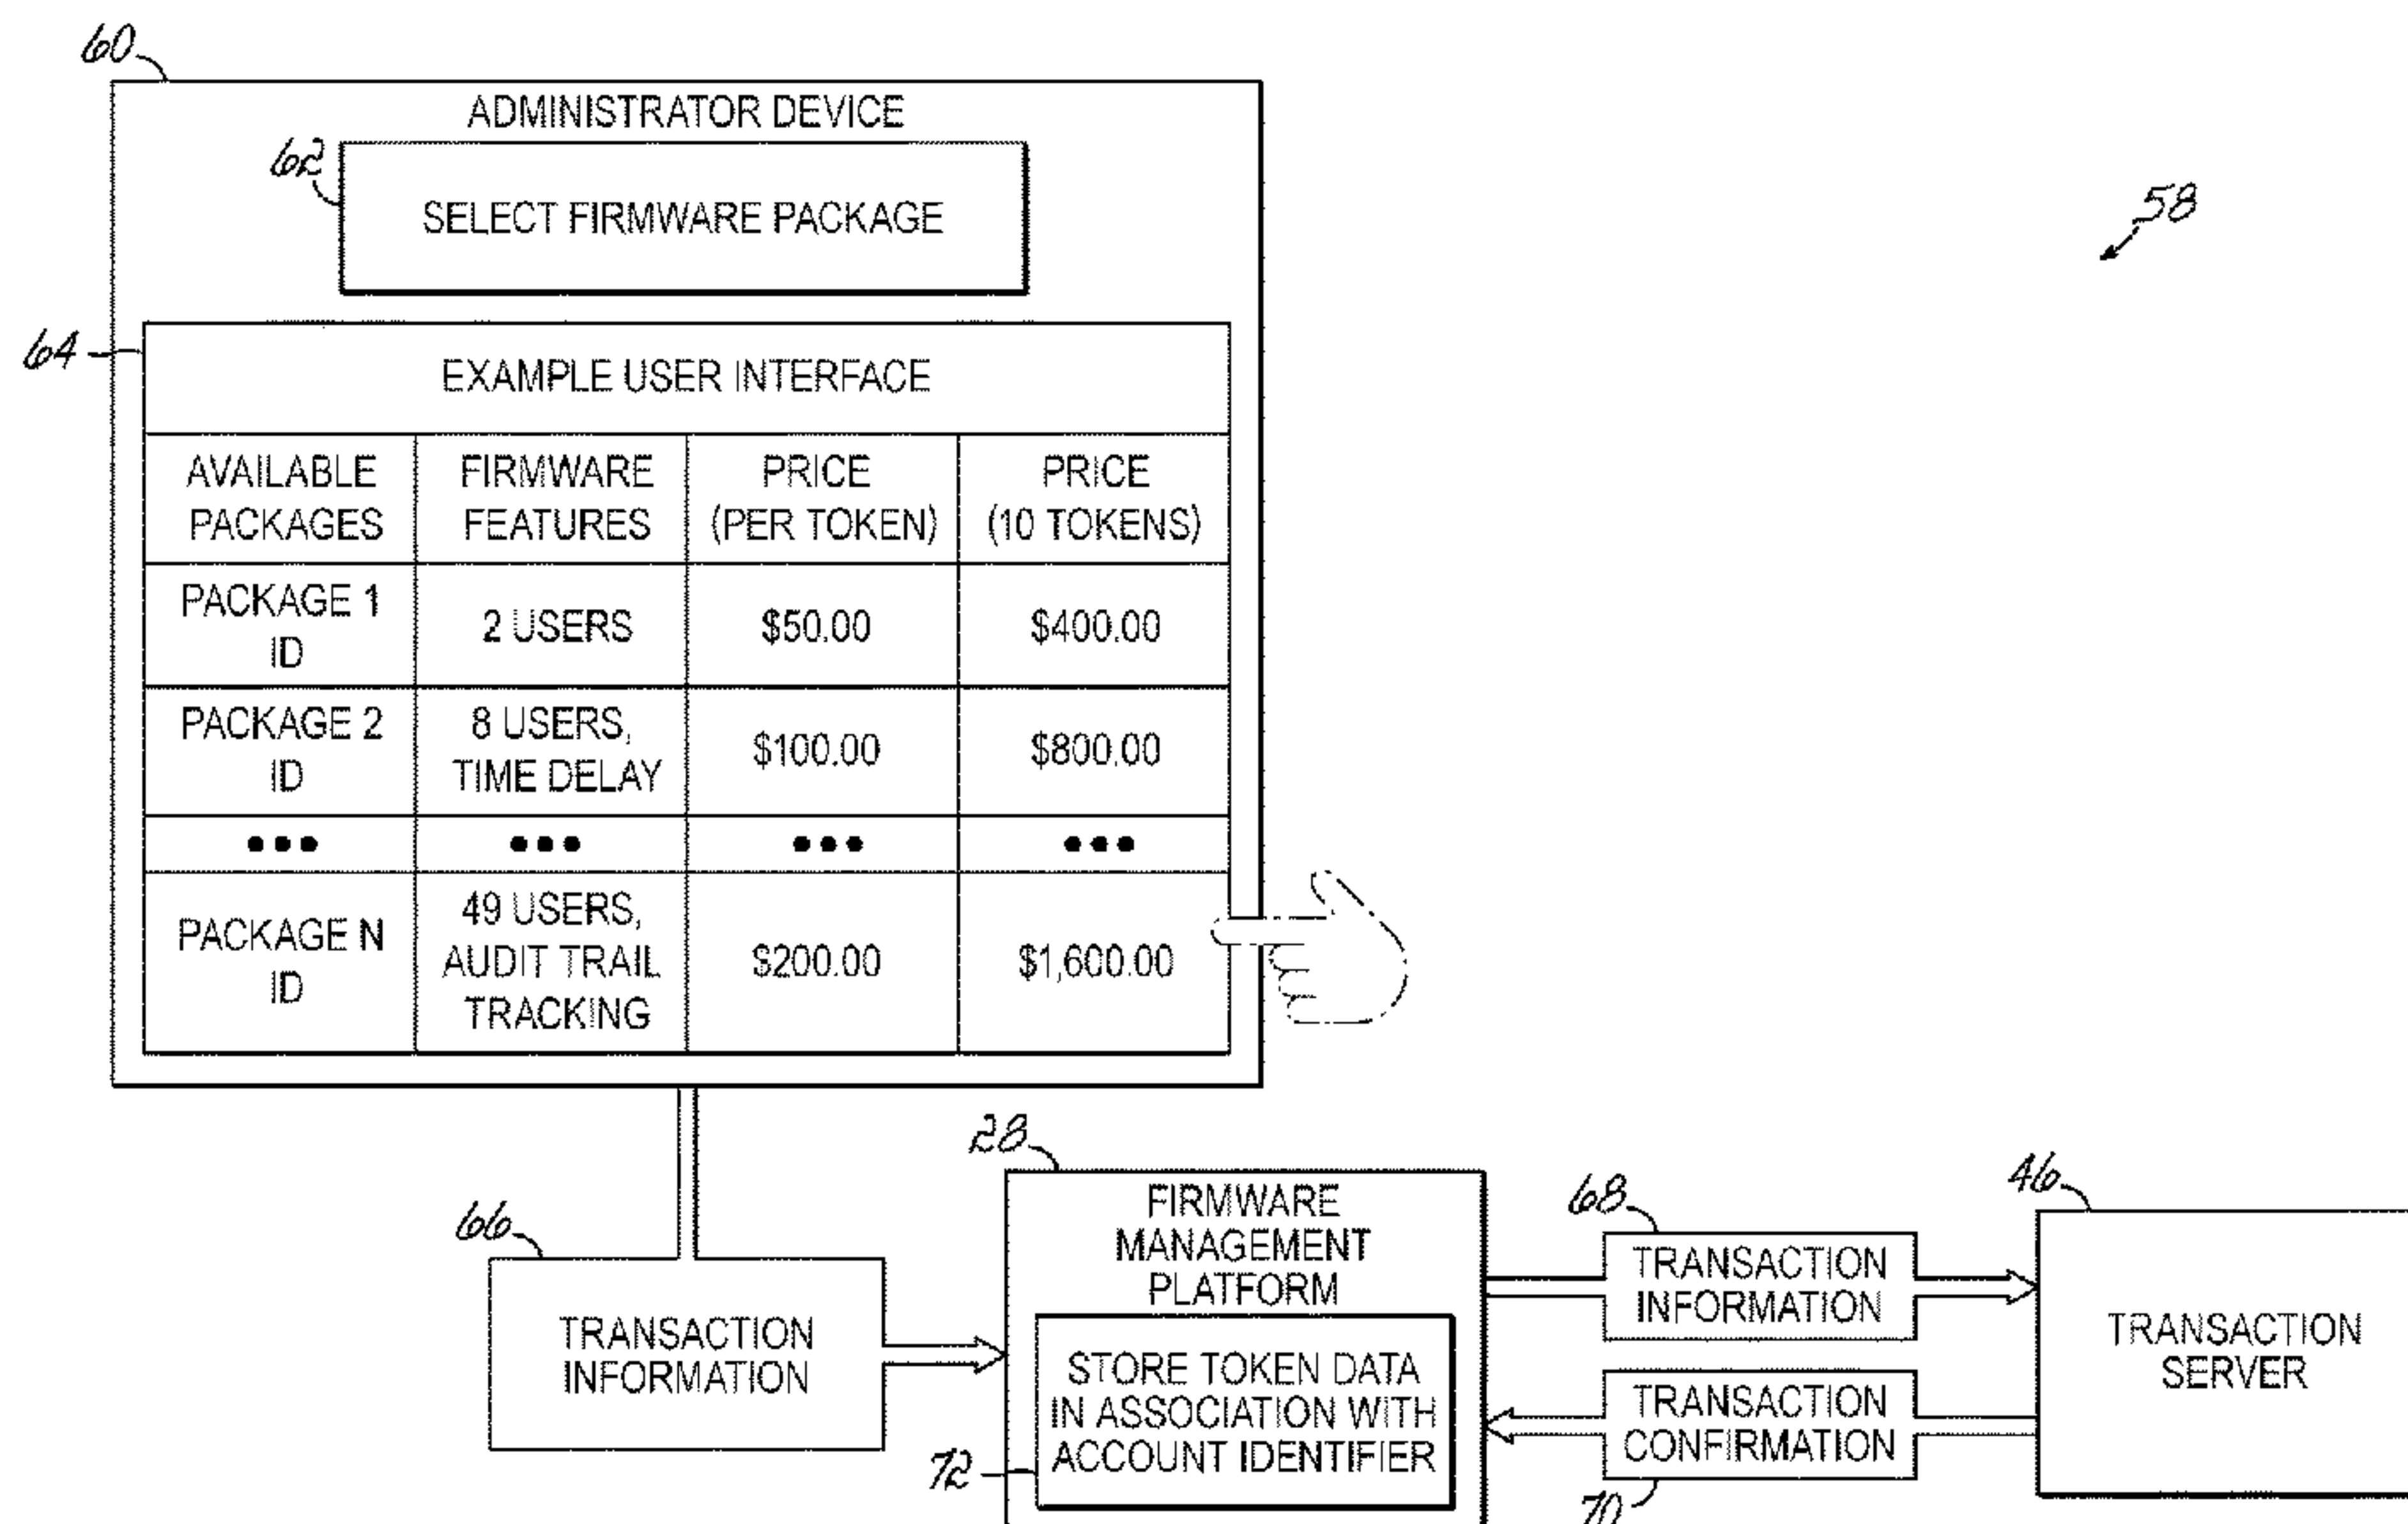 60
ADMINISTRATOR DEVICE
62
SELECT FIRMWARE PACKAGE
58
64
EXAMPLE USER INTERFACE
AVAILABLE PACKAGES
FIRMWARE FEATURES
PRICE (PER TOKEN)
PRICE (10 TOKENS)
PACKAGE 1 ID
2 USERS
$50.00
$400.00
PACKAGE 2 ID
8 USERS, TIME DELAY
$100.00
$800.00
••• ••• ••• •••
PACKAGE N ID
49 USERS, AUDIT TRAIL TRACKING
$200.00
$1,600.00
66
TRANSACTION
INFORMATION
28
FIRMWARE
MANAGEMENT
PLATFORM
72
STORE TOKEN DATA
IN ASSOCIATION WITH
ACCOUNT IDENTIFIER
68
TRANSACTION
INFORMATION
TRANSACTION
CONFIRMATION
70
46
TRANSACTION
SERVER